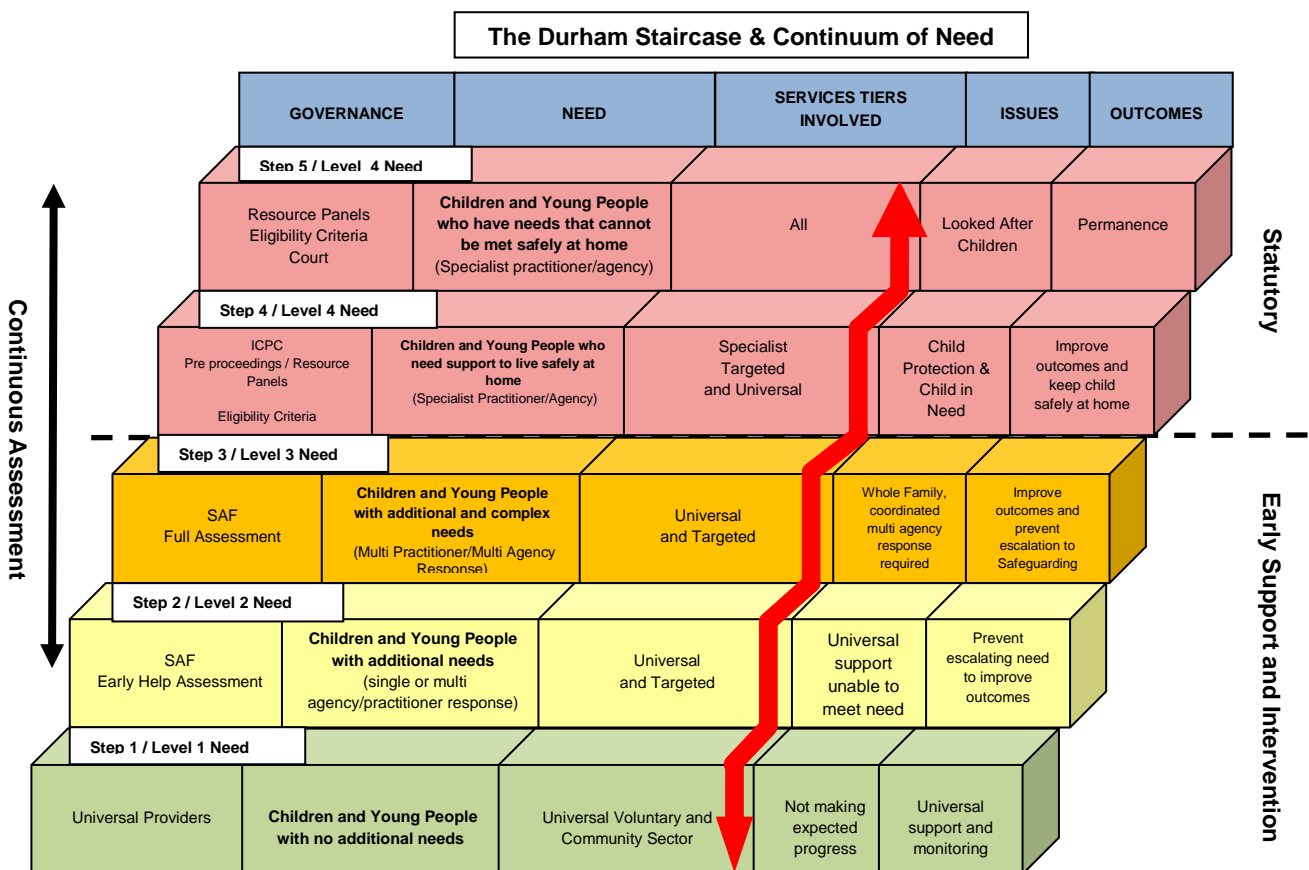 The Durham Staircase & Continuum of Need
GOVERNANCE
NEED
SERVICES TIERS
INVOLVED
ISSUES
OUTCOMES
Step 5 / Level 4 Need
Resource Panels
Eligibility Criteria
Court
Children and Young People
who have needs that cannot
be met safely at home
(Specialist practitioner/agency)
All
Looked After
Children
Permanence
Step 4 / Level 4 Need
ICPC
Pre proceedings / Resource
Panels
Eligibility Criteria
Children and Young People who
need support to live safely at
home
(Specialist Practitioner/Agency)
Specialist
Targeted
and Universal
Child
Protection &
Child in
Need
Improve
outcomes and
keep child
safely at home
Step 3 / Level 3 Need
SAF
Full Assessment
Children and Young People
with additional and complex
needs
(Multi Practitioner/Multi Agency
Response)
Universal
and Targeted
Whole Family,
coordinated
multi agency
response
required
Improve
outcomes and
prevent
escalation to
Safeguarding
Step 2 / Level 2 Need
SAF
Early Help Assessment
Children and Young People
with additional needs
(single or multi
agency/practitioner response)
Universal
and Targeted
Universal
support
unable to
meet need
Prevent
escalating need
to improve
outcomes
Step 1 / Level 1 Need
Universal Providers
Children and Young People
with no additional needs
Universal Voluntary and
Community Sector
Not making
expected
progress
Universal
support and
monitoring
Continuous Assessment
Statutory
Early Support and Intervention